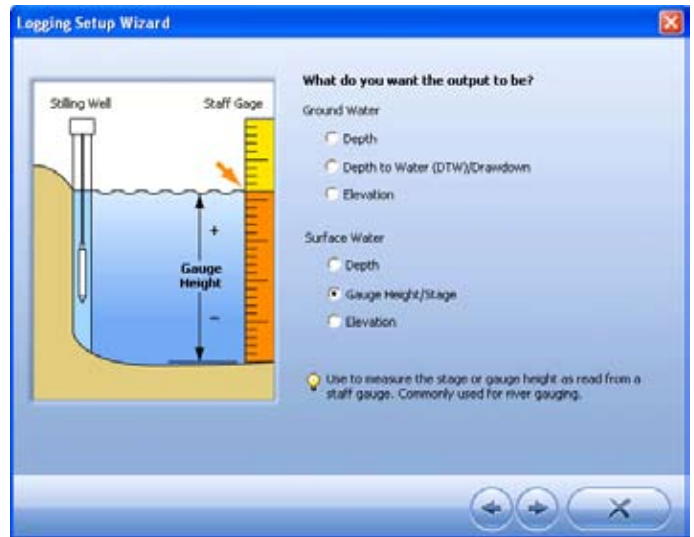 Logging Setup Wizard
Stilling Well
Staff Gage
Gauge
Height
+
−
What do you want the output to be?
Ground Water
Depth
Depth to Water (DTW)/Drawdown
Elevation
Surface Water
Depth
Gauge Height/Stage
Elevation
Use to measure the stage or gauge height as read from a
staff gauge. Commonly used for river gauging.